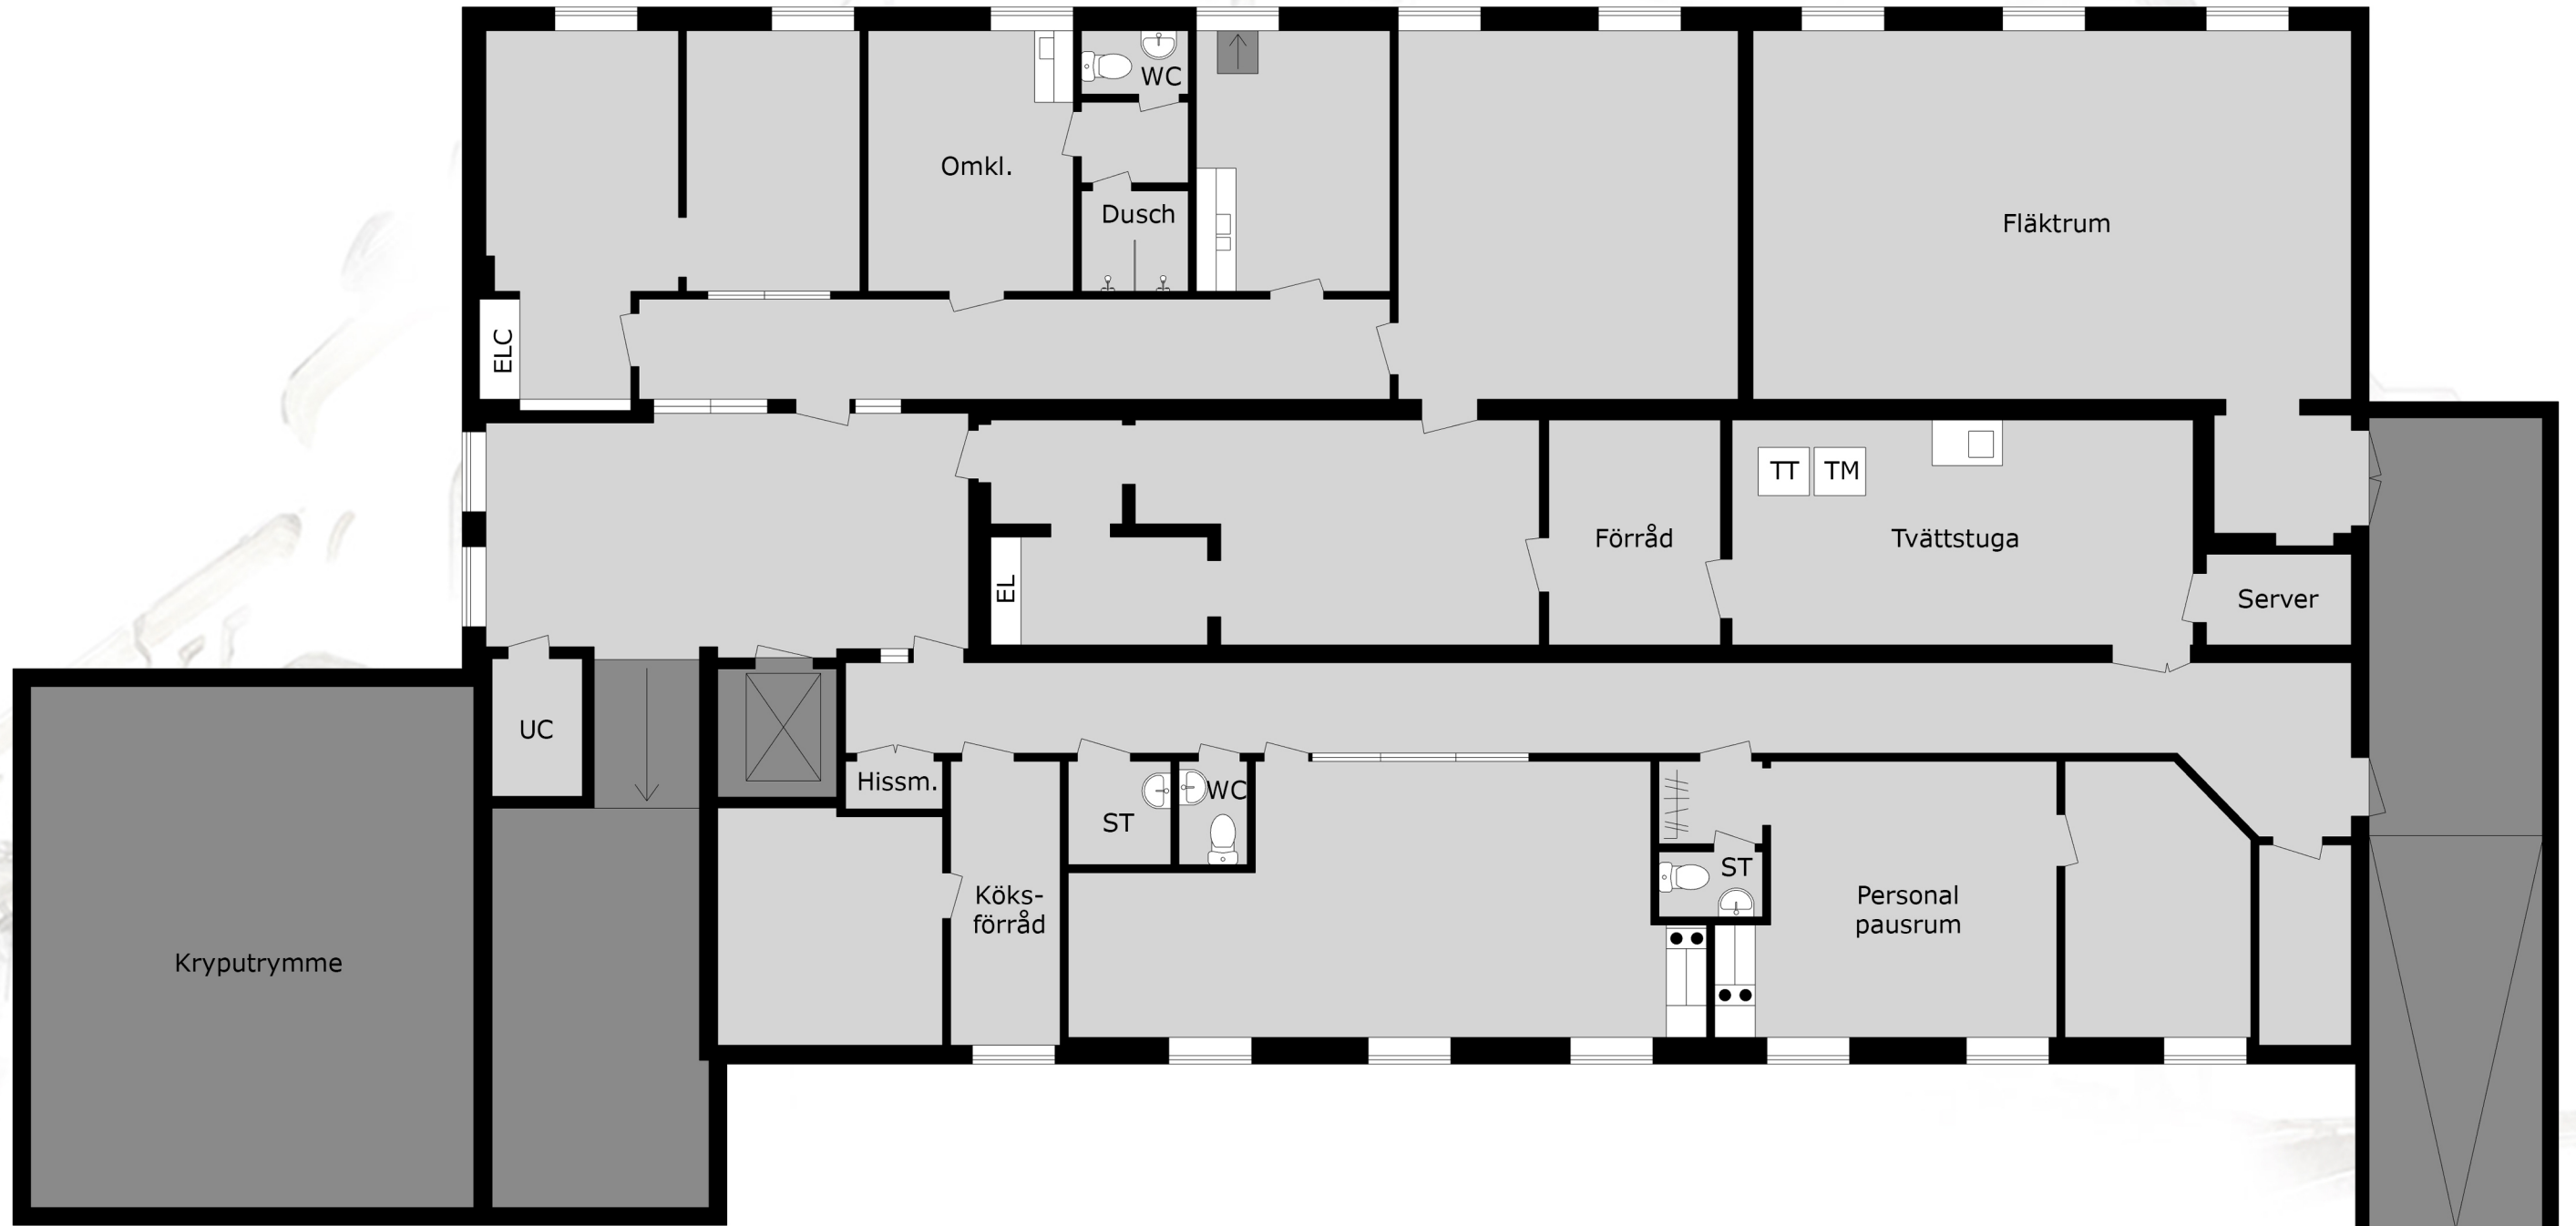 WC
Omkl.
Dusch
Fläktrum
ELC
TT
TM
Förråd
Tvättstuga
EL
Server
UC
Hissm.
WC
ST
ST
Köks-
förråd
Personal
pausrum
Kryputrymme